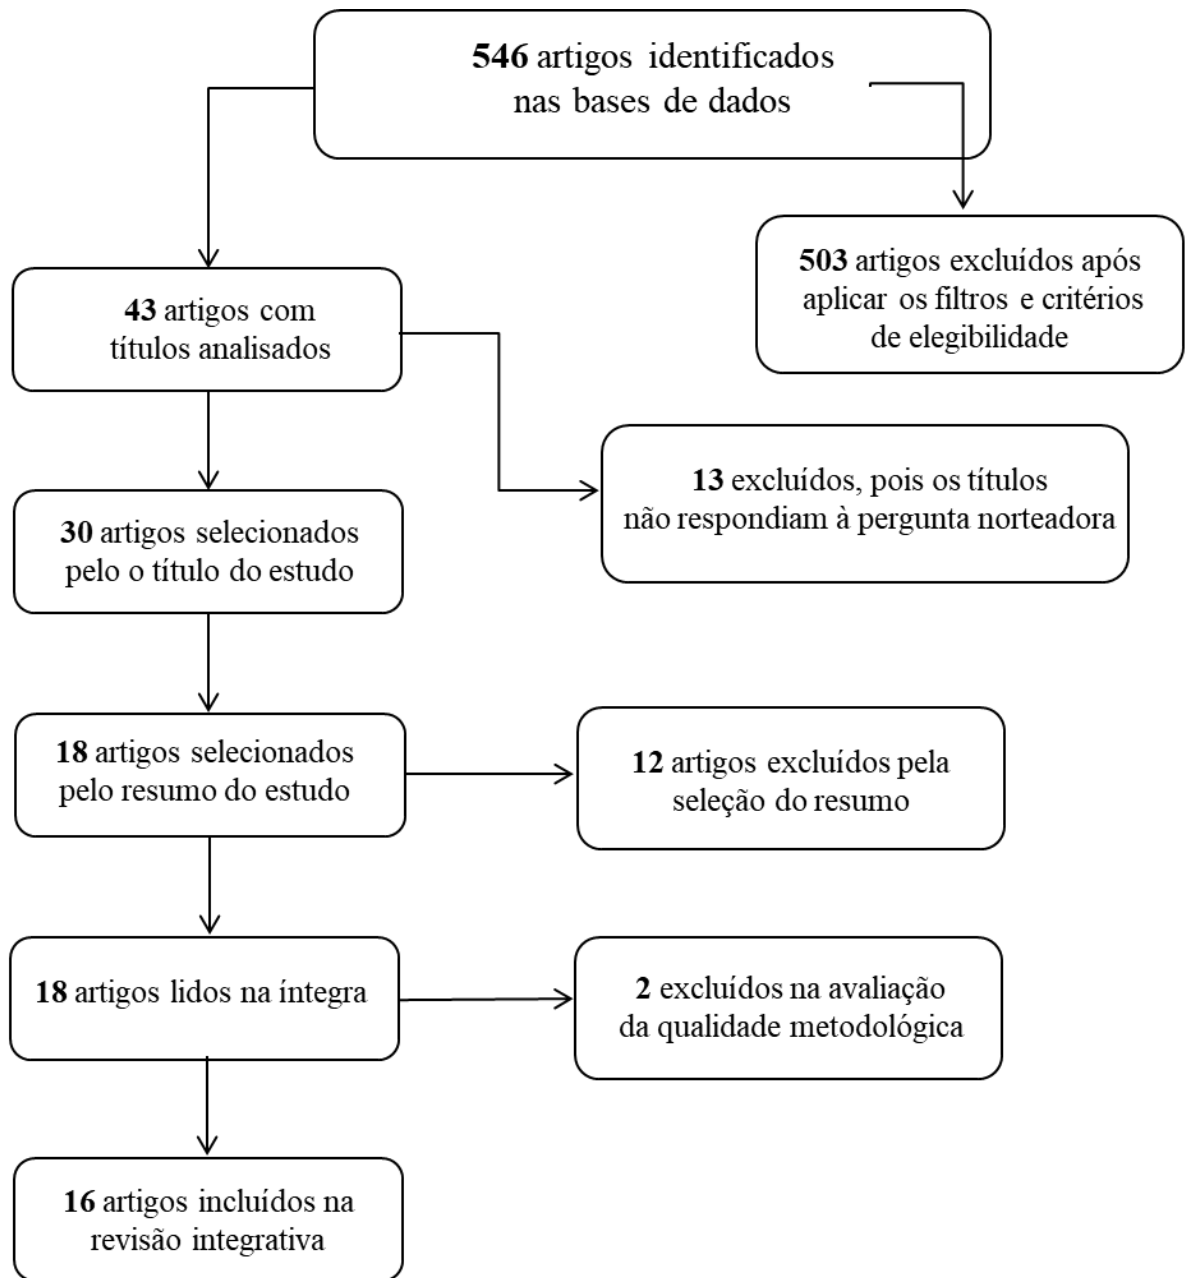 546 artigos identificados
nas bases de dados
503 artigos excluídos após
aplicar os filtros e critérios
de elegibilidade
43 artigos com
títulos analisados
13 excluídos, pois os títulos
não respondiam à pergunta norteadora
30 artigos selecionados
pelo o título do estudo
18 artigos selecionados
pelo resumo do estudo
12 artigos excluídos pela
seleção do resumo
18 artigos lidos na íntegra
2 excluídos na avaliação
da qualidade metodológica
16 artigos incluídos na
revisão integrativa